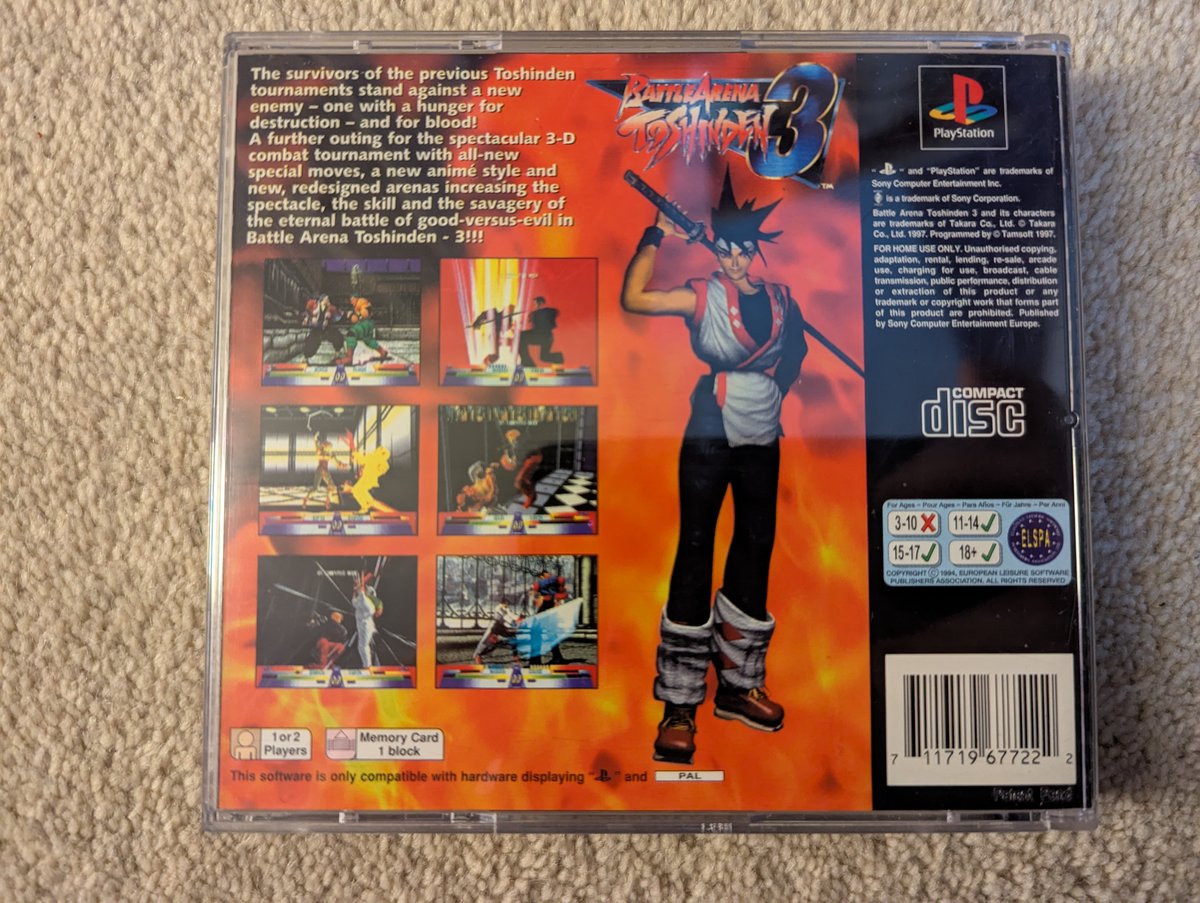 The survivors of the previous Toshinden
tournaments stand against a new
enemy – one with a hunger for
destruction – and for blood!
A further outing for the spectacular 3-D
combat tournament with all-new
special moves, a new animé style and
new, redesigned arenas increasing the
spectacle, the skill and the savagery of
the eternal battle of good-versus-evil in
Battle Arena Toshinden - 3!!!
BATTLE ARENA
TOSHINDEN 3
TM
PlayStation
" " and "PlayStation" are trademarks of
Sony Computer Entertainment Inc.
is a trademark of Sony Corporation.
Battle Arena Toshinden 3 and its characters
are trademarks of Takara Co., Ltd. © Takara
Co., Ltd. 1997. Programmed by © Tamsoft 1997.
FOR HOME USE ONLY. Unauthorised copying,
adaptation, rental, lending, re-sale, arcade
use, charging for use, broadcast, cable
transmission, public performance, distribution
or extraction of this product or any
trademark or copyright work that forms part
of this product are prohibited. Published
by Sony Computer Entertainment Europe.
COMPACT
disc
For Ages – Pour Ages – Para Años – Für Jahre – Per Anni
3-10 11-14
15-17 18+
ELSPA
COPYRIGHT © 1994, EUROPEAN LEISURE SOFTWARE
PUBLISHERS ASSOCIATION. ALL RIGHTS RESERVED
1 or 2
Players
Memory Card
1 block
This software is only compatible with hardware displaying " " and PAL
7 11719 67722 2